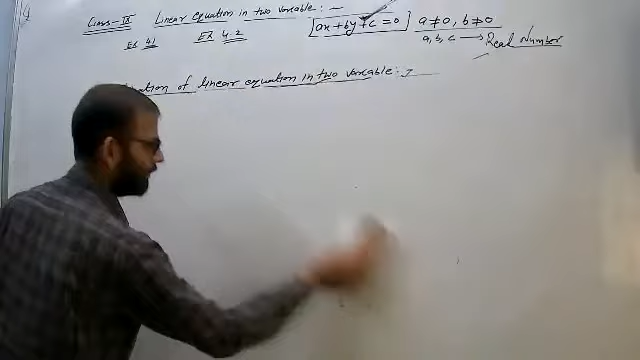 Class-IX Linear equation in two variable:-
Ex 4.1 Ex 4.2 [ax + by + c = 0] a ≠ 0, b ≠ 0
a, b, c → Real Number
of linear equation in two variable:-